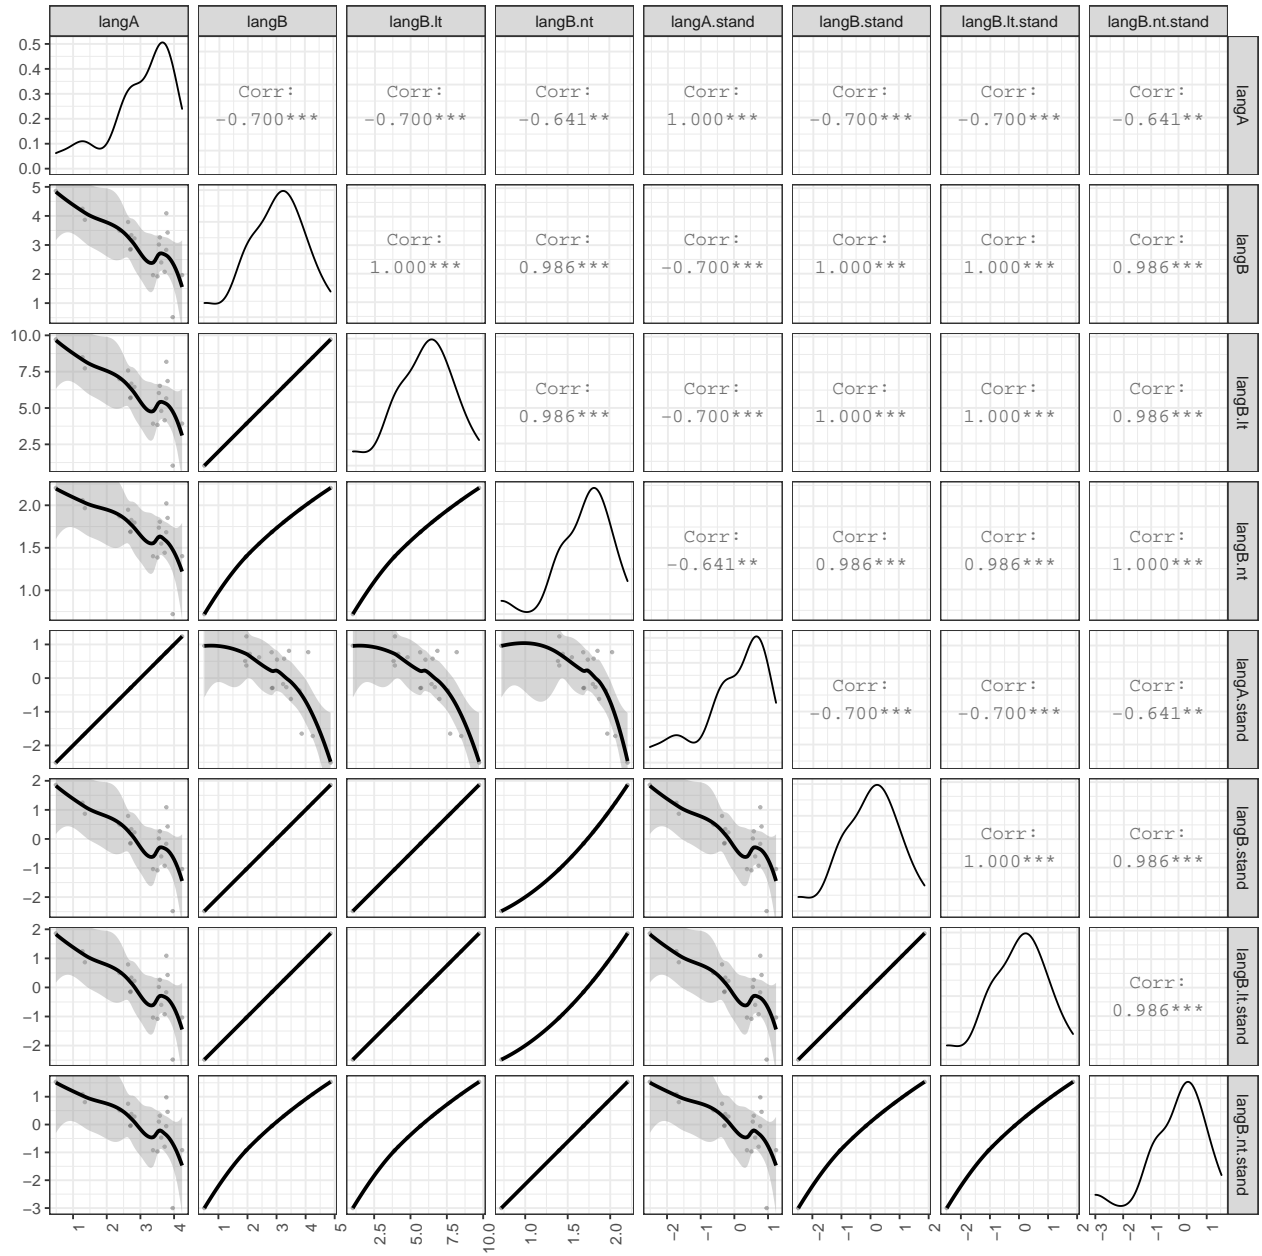 langA langB langB.lt langB.nt langA.stand langB.stand langB.lt.stand langB.nt.stand
0.5
0.4
0.3
0.2
0.1
0.0
Corr: Corr: Corr: Corr: Corr: Corr: Corr:
-0.700*** -0.700*** -0.641** 1.000*** -0.700*** -0.700*** -0.641**
langA
5
4
3
2
1
Corr: Corr: Corr: Corr: Corr: Corr:
1.000*** 0.986*** -0.700*** 1.000*** 1.000*** 0.986***
langB
10.0
7.5
5.0
2.5
Corr: Corr: Corr: Corr: Corr:
0.986*** -0.700*** 1.000*** 1.000*** 0.986***
langB.lt
2.0
1.5
1.0
Corr: Corr: Corr: Corr:
-0.641** 0.986*** 0.986*** 1.000***
langB.nt
1
0
−1
−2
Corr: Corr: Corr:
-0.700*** -0.700*** -0.641**
langA.stand
2
1
0
−1
−2
Corr: Corr:
1.000*** 0.986***
langB.stand
2
1
0
−1
−2
Corr:
0.986***
langB.lt.stand
1
0
−1
−2
−3
langB.nt.stand
1 2 3 4 1 2 3 4 5 2.5 5.0 7.5 10.0 1.0 1.5 2.0 −2 −1 0 1 −2 −1 0 1 2 −2 −1 0 1 2 −3 −2 −1 0 1